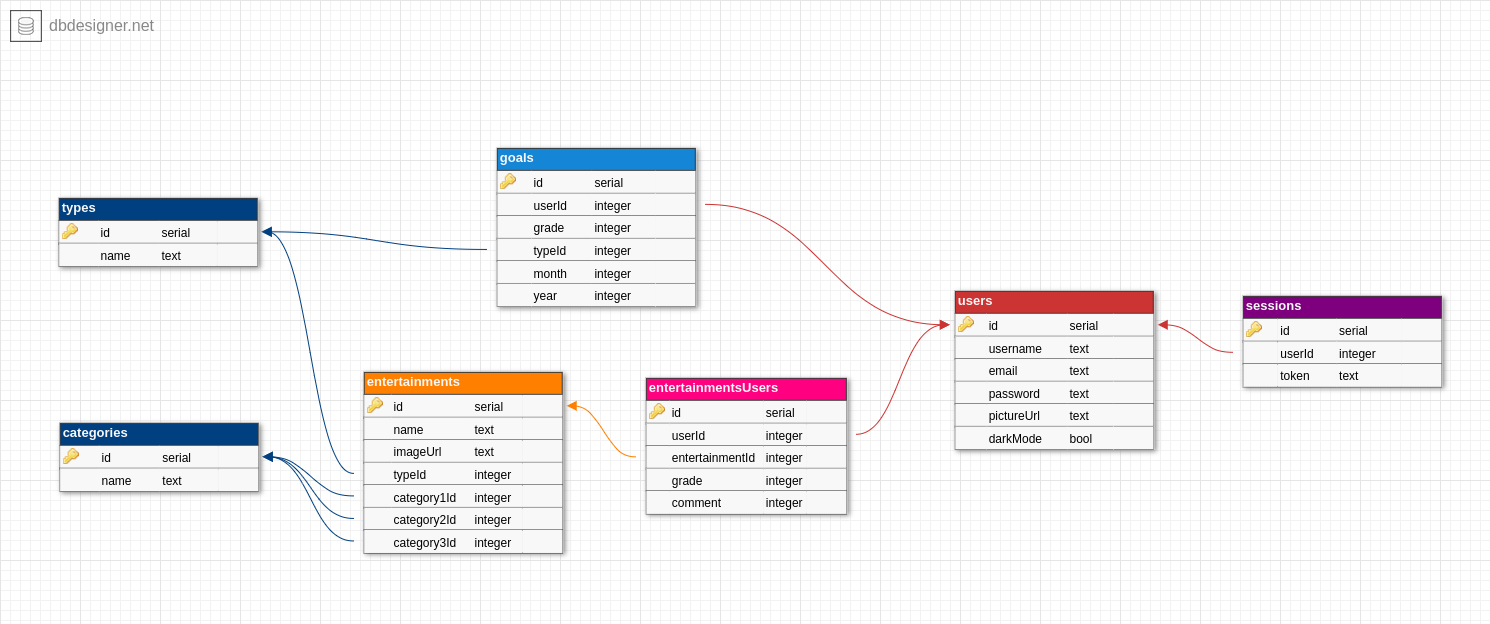 dbdesigner.net
goals
id serial
userId integer
grade integer
typeId integer
month integer
year integer
types
id serial
name text
users
id serial
username text
email text
password text
pictureUrl text
darkMode bool
sessions
id serial
userId integer
token text
entertainments
id serial
name text
imageUrl text
typeId integer
category1Id integer
category2Id integer
category3Id integer
entertainmentsUsers
id serial
userId integer
entertainmentId integer
grade integer
comment integer
categories
id serial
name text